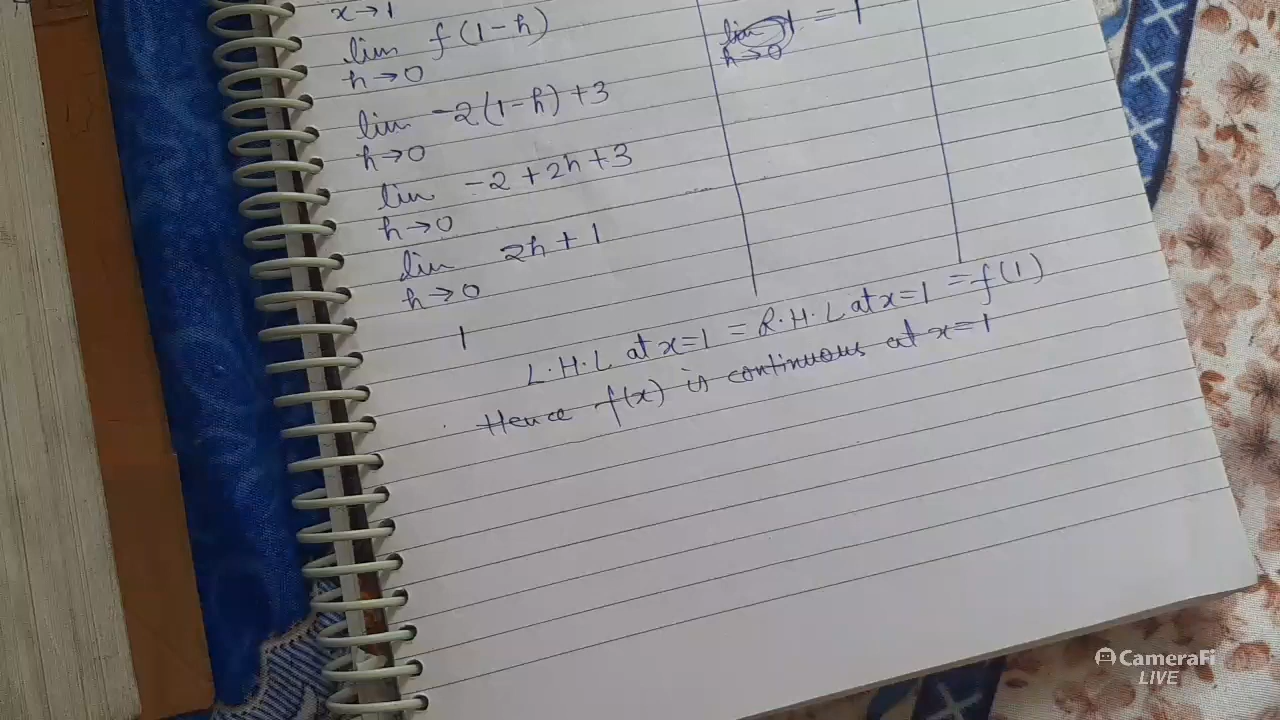 x→1
lim f(1-h)
h→0
lim -2(1-h)+3
h→0
lim -2+2h+3
h→0
lim 2h+1
h→0
1
lim 1 = 1
h→0
L.H.L at x=1 = R.H.L at x=1 = f(1)
Hence f(x) is continuous at x=1
CameraFi
LIVE